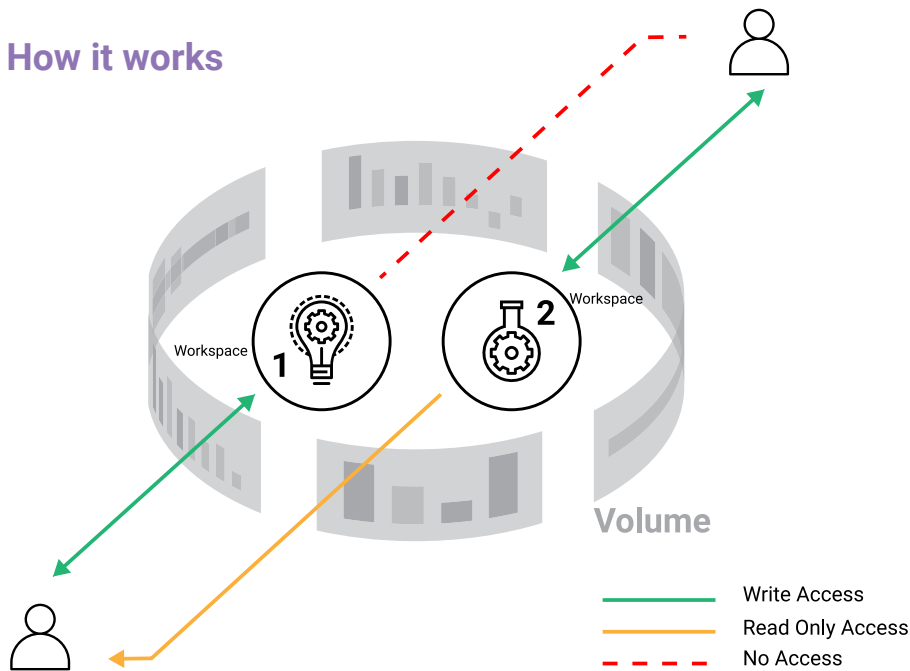 How it works
Workspace
2
Workspace
1
Volume
Write Access
Read Only Access
No Access